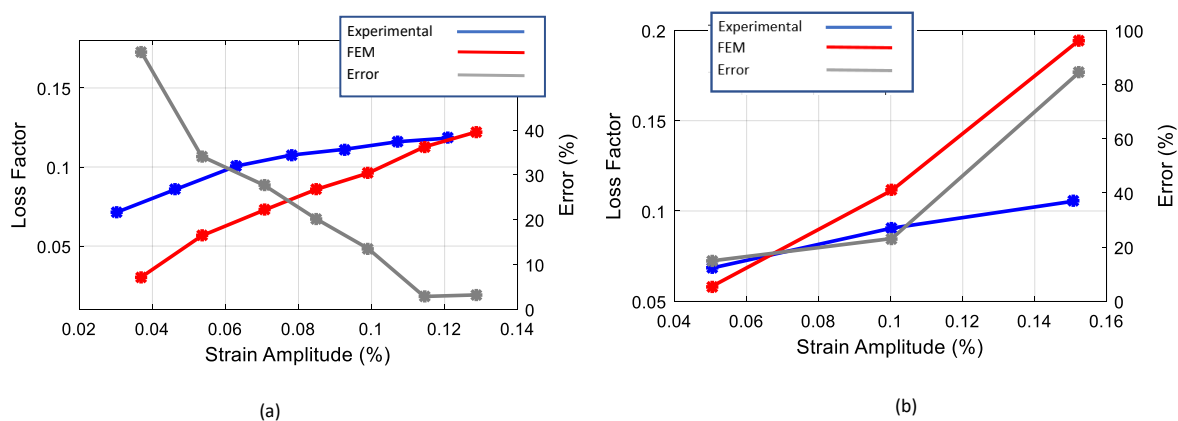 Experimental
FEM
Error
0.15
0.1
0.05
Loss Factor
40
30
20
10
0
Error (%)
0.02 0.04 0.06 0.08 0.1 0.12 0.14
Strain Amplitude (%)
(a)
Experimental
FEM
Error
0.2
0.15
0.1
0.05
Loss Factor
100
80
60
40
20
0
Error (%)
0.04 0.06 0.08 0.1 0.12 0.14 0.16
Strain Amplitude (%)
(b)